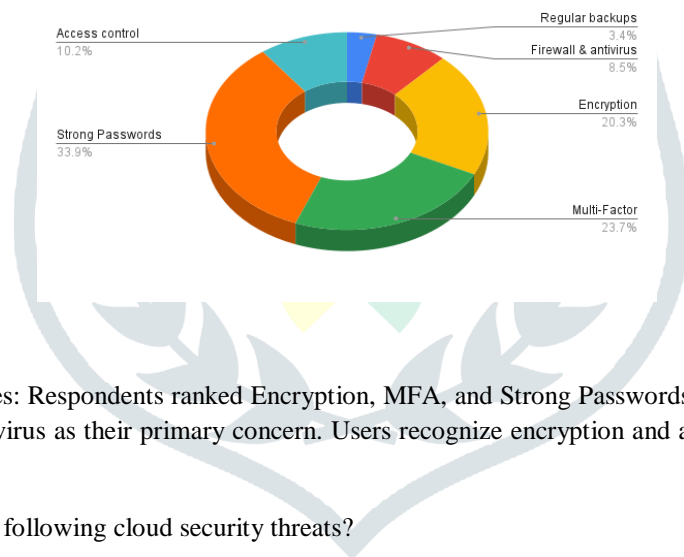 Regular backups
3.4%
Access control
10.2%
Firewall & antivirus
8.5%
Encryption
20.3%
Strong Passwords
33.9%
Multi-Factor
23.7%
es: Respondents ranked Encryption, MFA, and Strong Passwords
virus as their primary concern. Users recognize encryption and a
following cloud security threats?